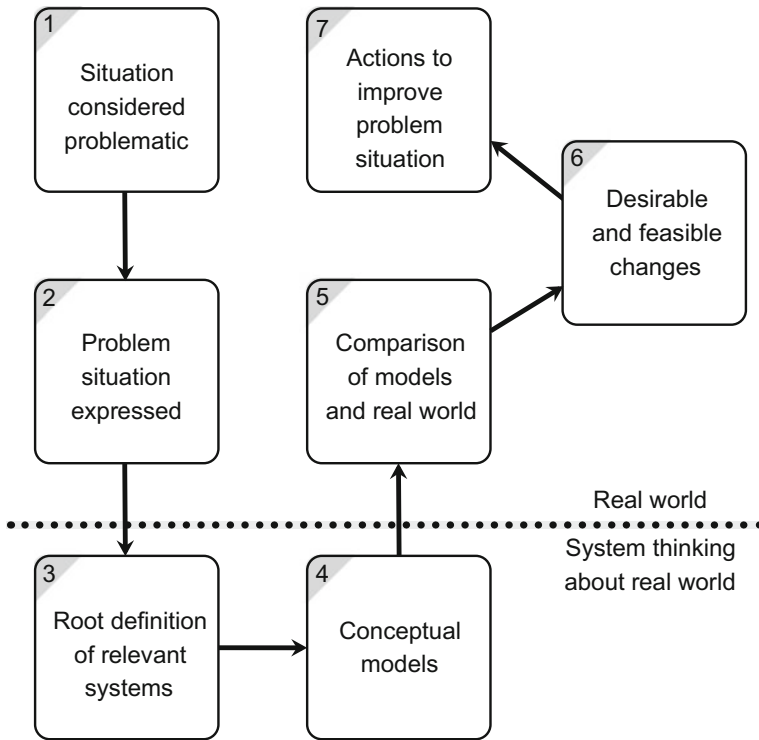 1
Situation
considered
problematic
2
Problem
situation
expressed
3
Root definition
of relevant
systems
4
Conceptual
models
5
Comparison
of models
and real world
6
Desirable
and feasible
changes
7
Actions to
improve
problem
situation
Real world
System thinking
about real world